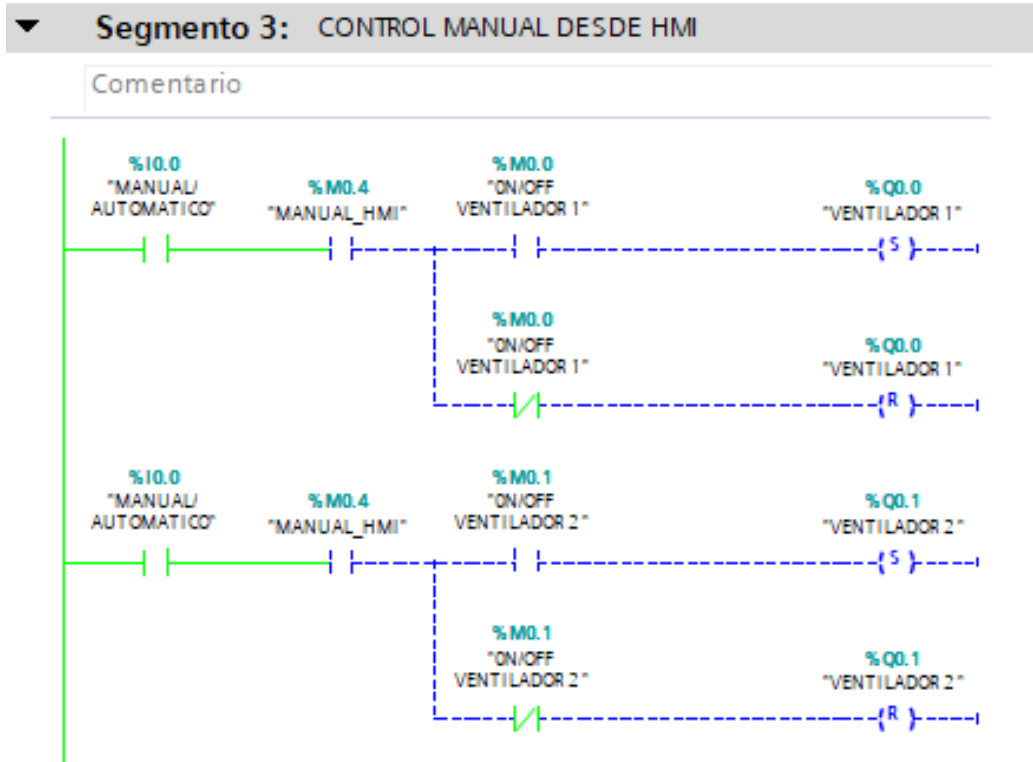 Segmento 3: CONTROL MANUAL DESDE HMI
Comentario
%I0.0
"MANUAL/
AUTOMATICO"
%M0.4
"MANUAL_HMI"
%M0.0
"ON/OFF
VENTILADOR 1"
%Q0.0
"VENTILADOR 1"
S
%M0.0
"ON/OFF
VENTILADOR 1"
%Q0.0
"VENTILADOR 1"
R
%I0.0
"MANUAL/
AUTOMATICO"
%M0.4
"MANUAL_HMI"
%M0.1
"ON/OFF
VENTILADOR 2"
%Q0.1
"VENTILADOR 2"
S
%M0.1
"ON/OFF
VENTILADOR 2"
%Q0.1
"VENTILADOR 2"
R